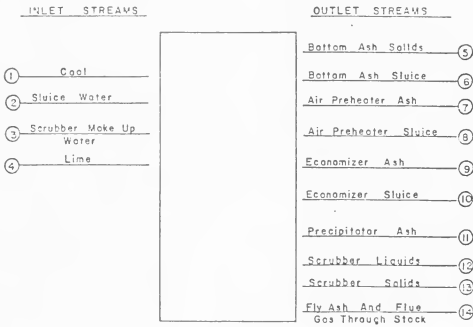 INLET STREAMS
OUTLET STREAMS
1 Coal
2 Sluice Water
3 Scrubber Make Up
Water
4 Lime
Bottom Ash Solids 5
Bottom Ash Sluice 6
Air Preheater Ash 7
Air Preheater Sluice 8
Economizer Ash 9
Economizer Sluice 10
Precipitator Ash 11
Scrubber Liquids 12
Scrubber Solids 13
Fly Ash And Flue 14
Gas Through Stack